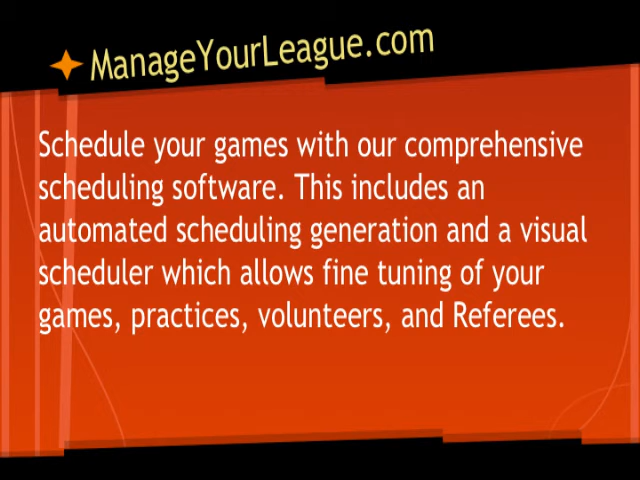 ManageYourLeague.com
Schedule your games with our comprehensive
scheduling software. This includes an
automated scheduling generation and a visual
scheduler which allows fine tuning of your
games, practices, volunteers, and Referees.